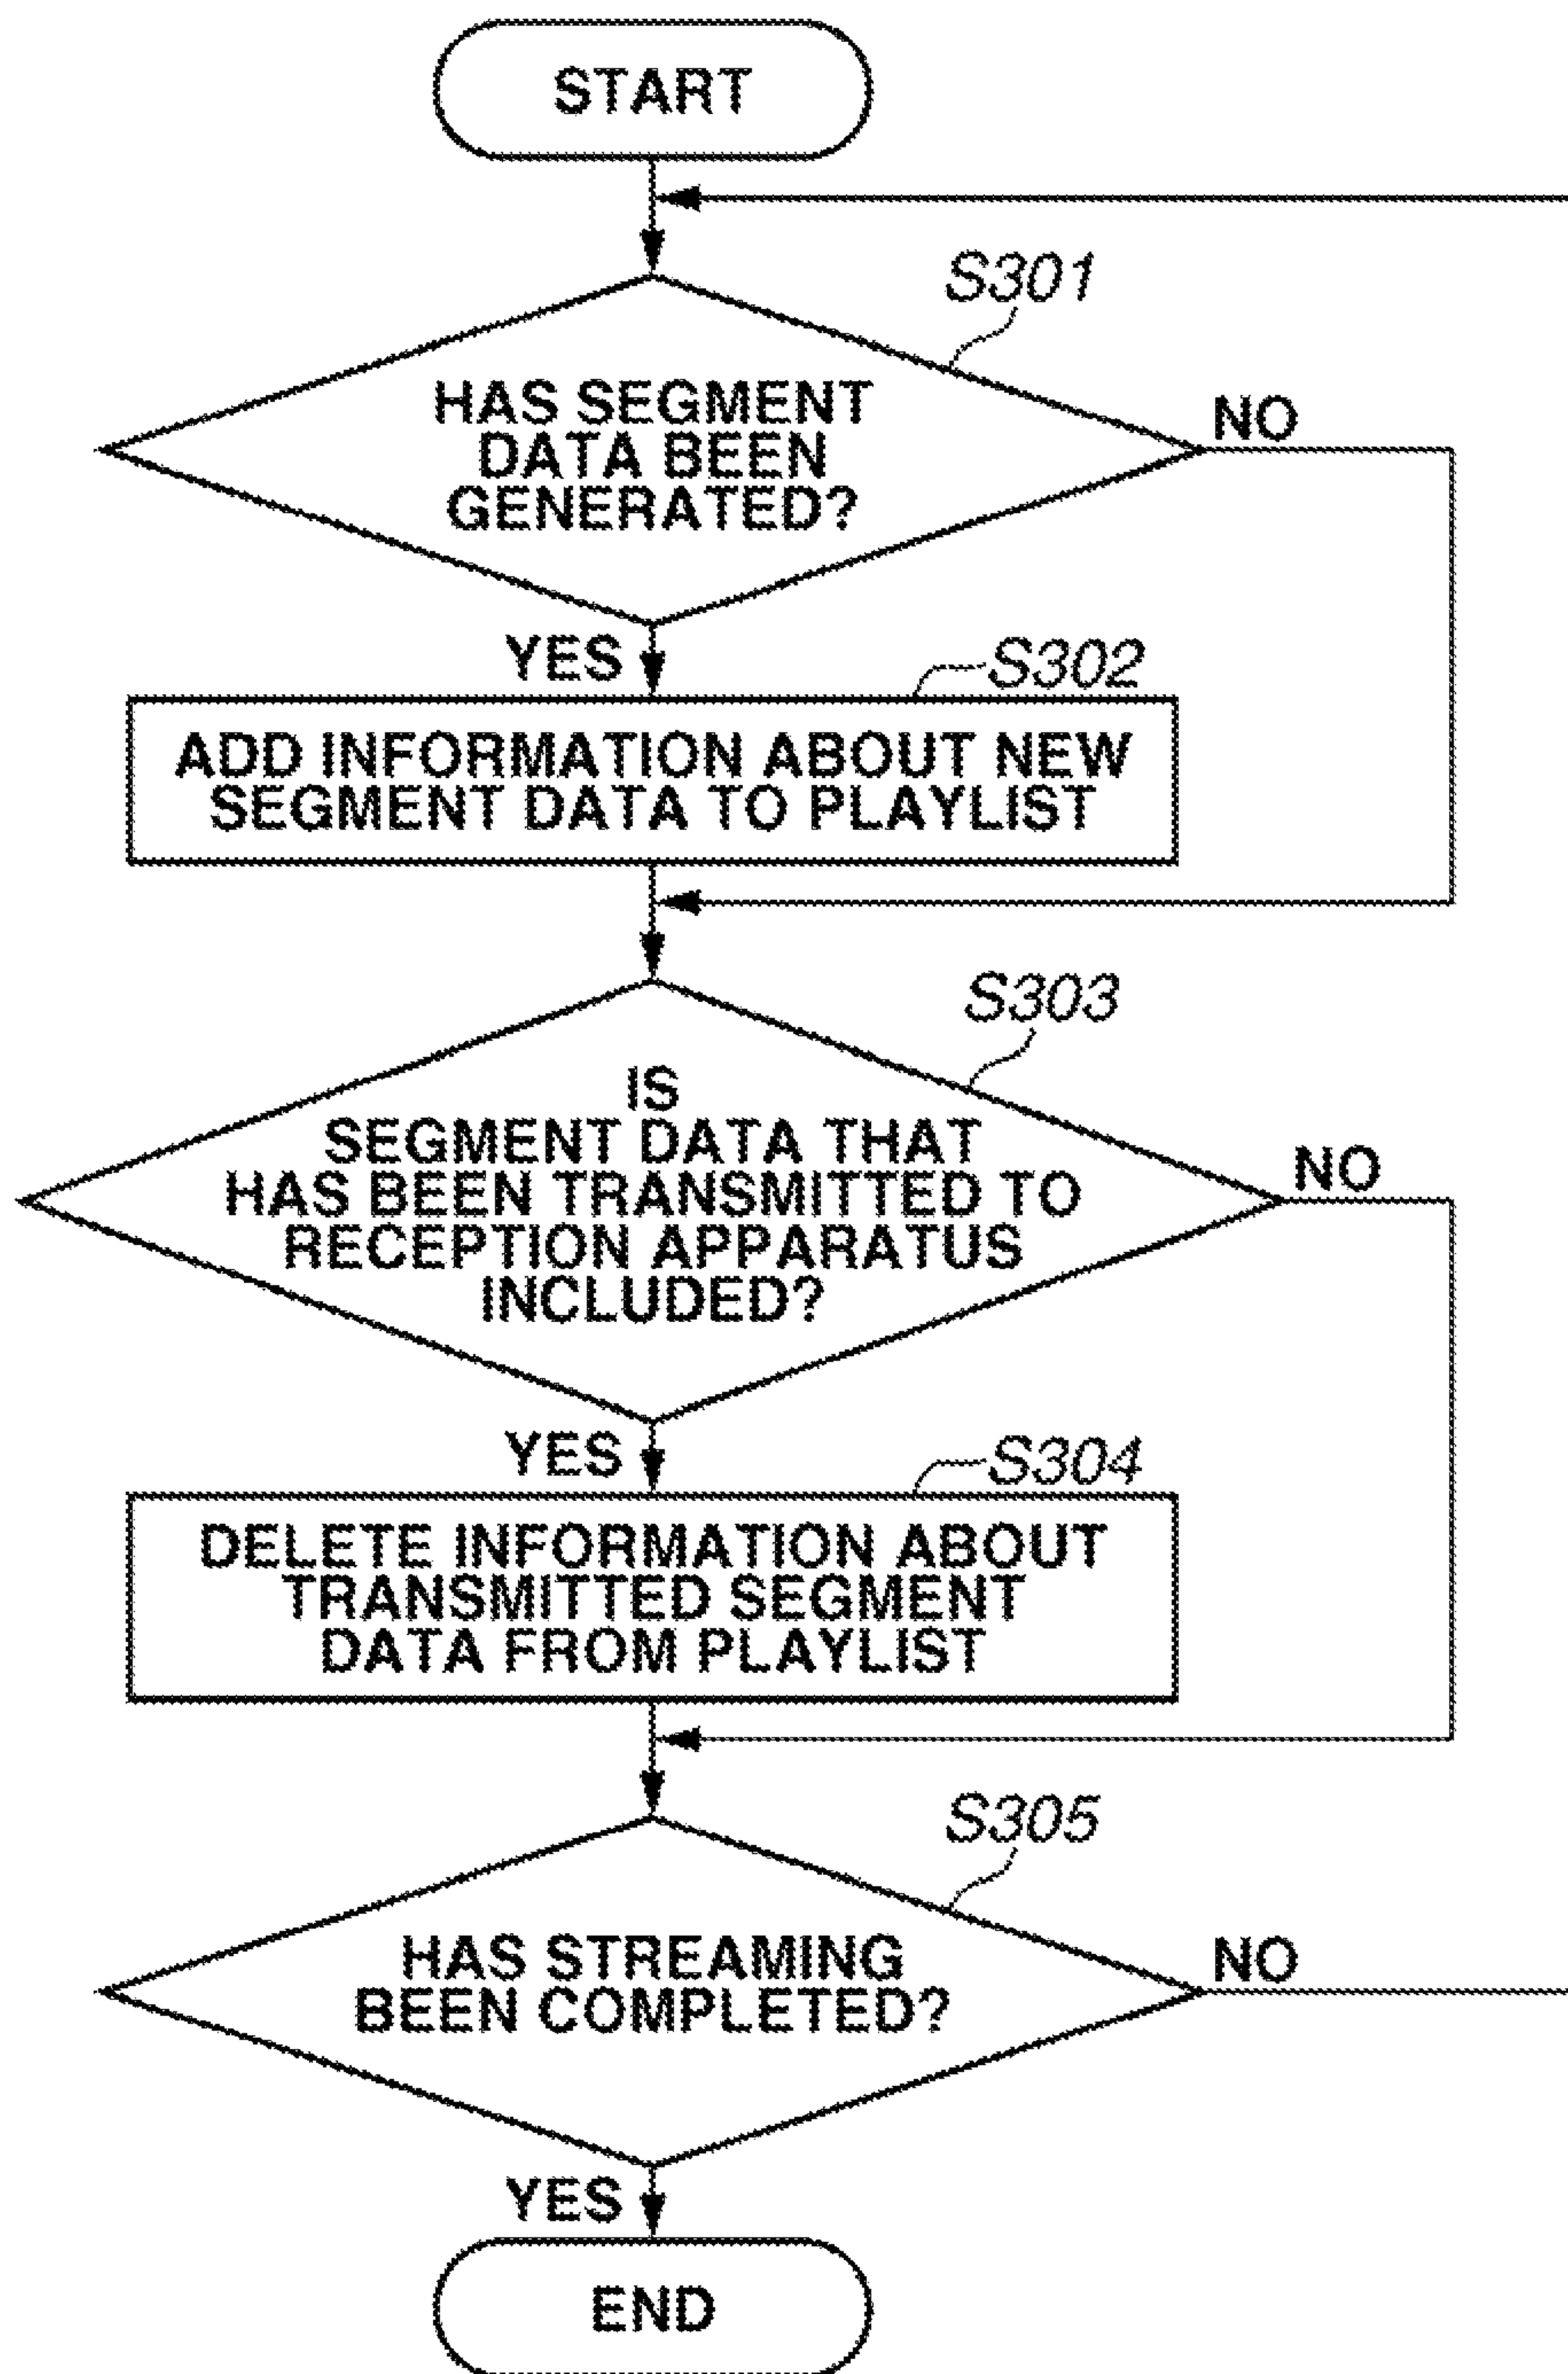 START
S301
HAS SEGMENT
DATA BEEN
GENERATED?
NO
YES
S302
ADD INFORMATION ABOUT NEW
SEGMENT DATA TO PLAYLIST
S303
IS
SEGMENT DATA THAT
HAS BEEN TRANSMITTED TO
RECEPTION APPARATUS
INCLUDED?
NO
YES
S304
DELETE INFORMATION ABOUT
TRANSMITTED SEGMENT
DATA FROM PLAYLIST
S305
HAS STREAMING
BEEN COMPLETED?
NO
YES
END